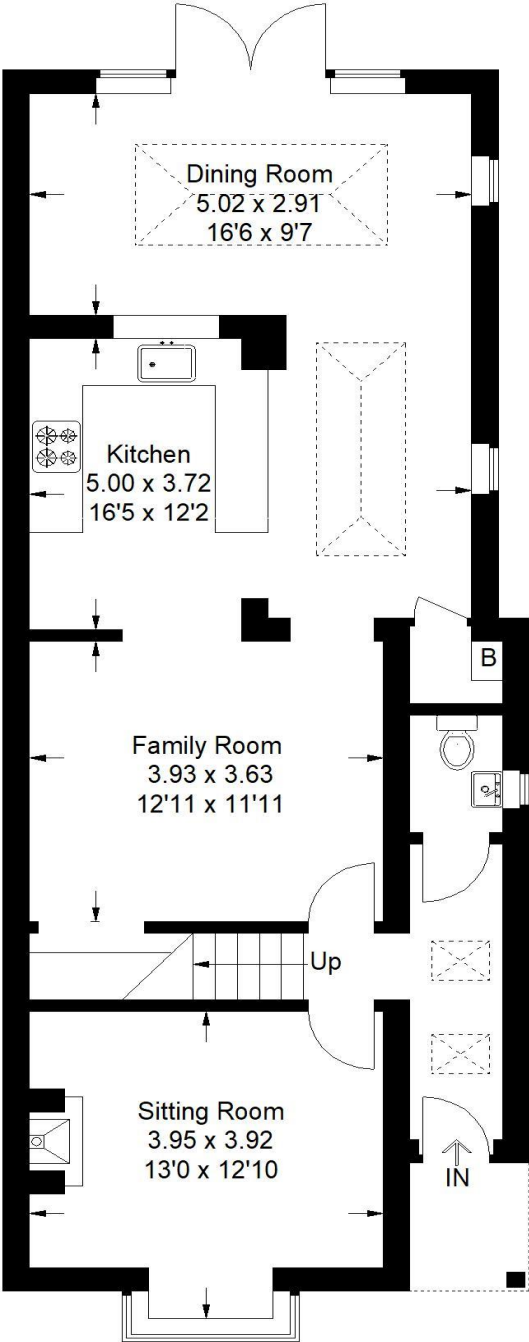 Dining Room
5.02 x 2.91
16'6 x 9'7
Kitchen
5.00 x 3.72
16'5 x 12'2
B
Family Room
3.93 x 3.63
12'11 x 11'11
Up
Sitting Room
3.95 x 3.92
13'0 x 12'10
IN